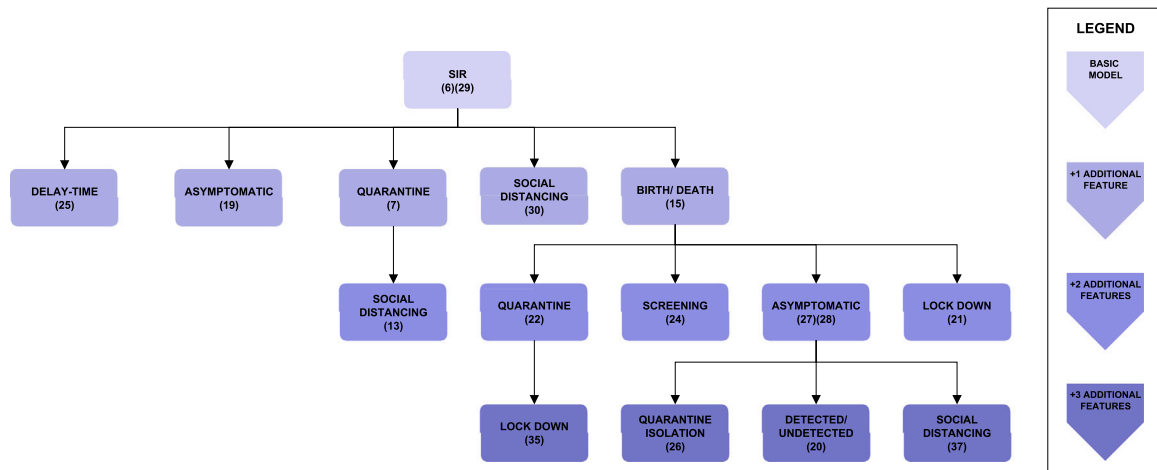 LEGEND
SIR
(6)(29)
BASIC
MODEL
DELAY-TIME
(25)
ASYMPTOMATIC
(19)
QUARANTINE
(7)
SOCIAL
DISTANCING
(30)
BIRTH/ DEATH
(15)
+1 ADDITIONAL
FEATURE
SOCIAL
DISTANCING
(13)
QUARANTINE
(22)
SCREENING
(24)
ASYMPTOMATIC
(27)(28)
LOCK DOWN
(21)
+2 ADDITIONAL
FEATURES
LOCK DOWN
(35)
QUARANTINE
ISOLATION
(26)
DETECTED/
UNDETECTED
(20)
SOCIAL
DISTANCING
(37)
+3 ADDITIONAL
FEATURES